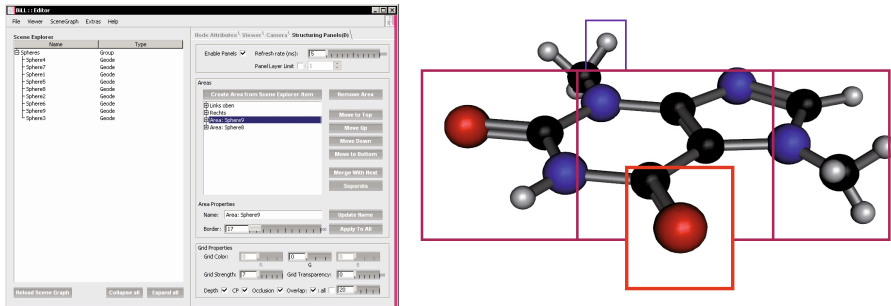 BiLL :: Editor
File Viewer SceneGraph Extras Help
Scene Explorer
Name Type
Spheres Group
Sphere4 Geode
Sphere7 Geode
Sphere1 Geode
Sphere5 Geode
Sphere8 Geode
Sphere2 Geode
Sphere6 Geode
Sphere9 Geode
Sphere3 Geode
Reload Scene Graph Collapse all Expand all
Node Attributes Viewer Camera Structuring Panels(0)
Enable Panels Refresh rate (ms): 5
Panel Layer Limit : 1
Areas
Create Area from Scene Explorer Item Remove Area
Links oben
Rechts
Area: Sphere9
Area: Sphere8
Move to Top
Move Up
Move Down
Move to Bottom
Merge With Next
Separate
Area Properties
Name: Area: Sphere9 Update Name
Border: 17 Apply To All
Grid Properties
Grid Color: 0 0 0
R G B
Grid Strength: 7 Grid Transparency: 0
Depth CP Occlusion Overlap: : all 20